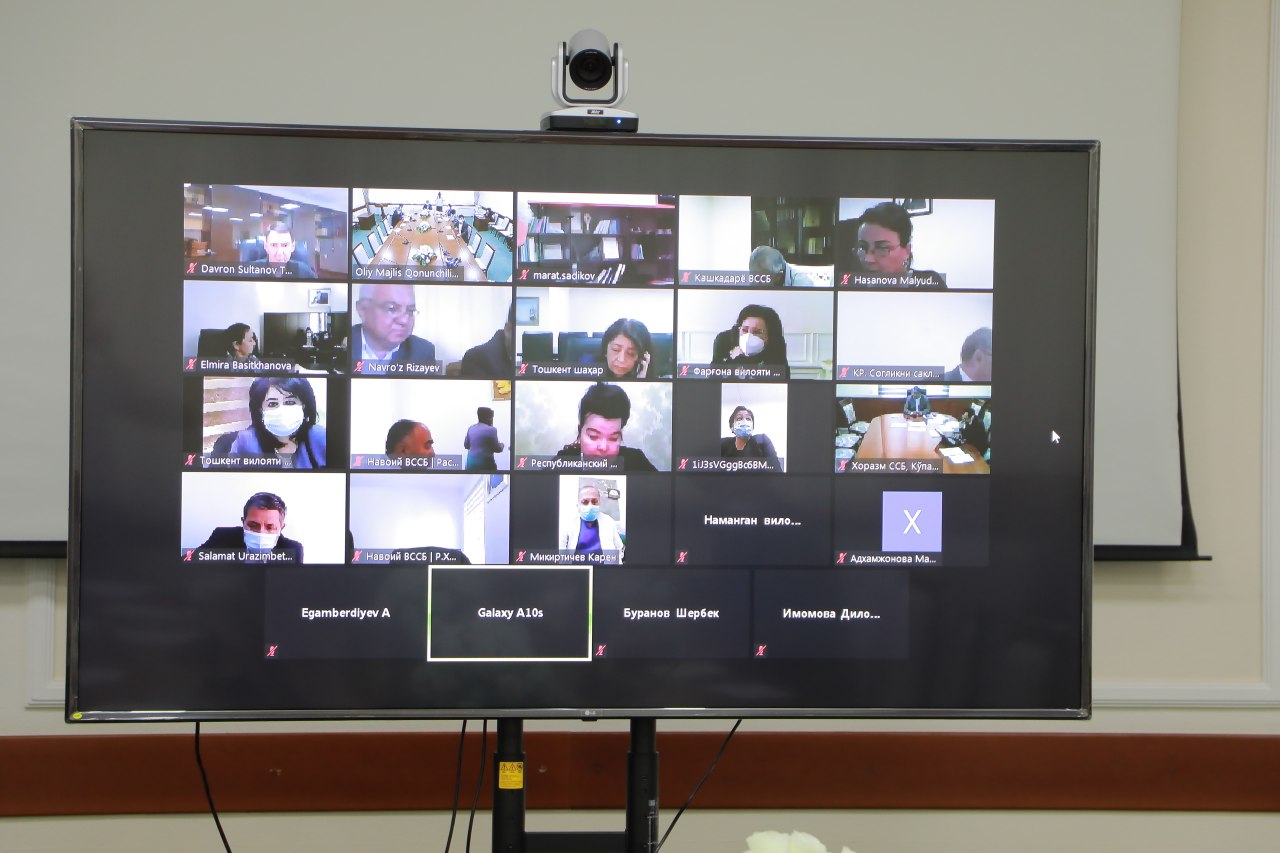 Davron Sultanov T...
Oliy Majlis Qonunchili...
marat.sadikov
Кашкадарё ВССБ
Hasanova Malyud...
Elmira Basitkhanova
Navro'z Rizayev
Тошкент шаҳар
Фарғона вилояти ...
ҚР. Соғлиқни сақл...
Тошкент вилояти ...
Навоий ВССБ | Рас...
Республиканский ...
Хоразм ССБ, Кўпа...
Salamat Urazimbet...
Навоий ВССБ | Р.Х...
Микиртичев Карен
Наманган вило...
X
Адхамжонова Ма...
Egamberdiyev A
Galaxy A10s
Буранов Шербек
Имомова Дило...
LG